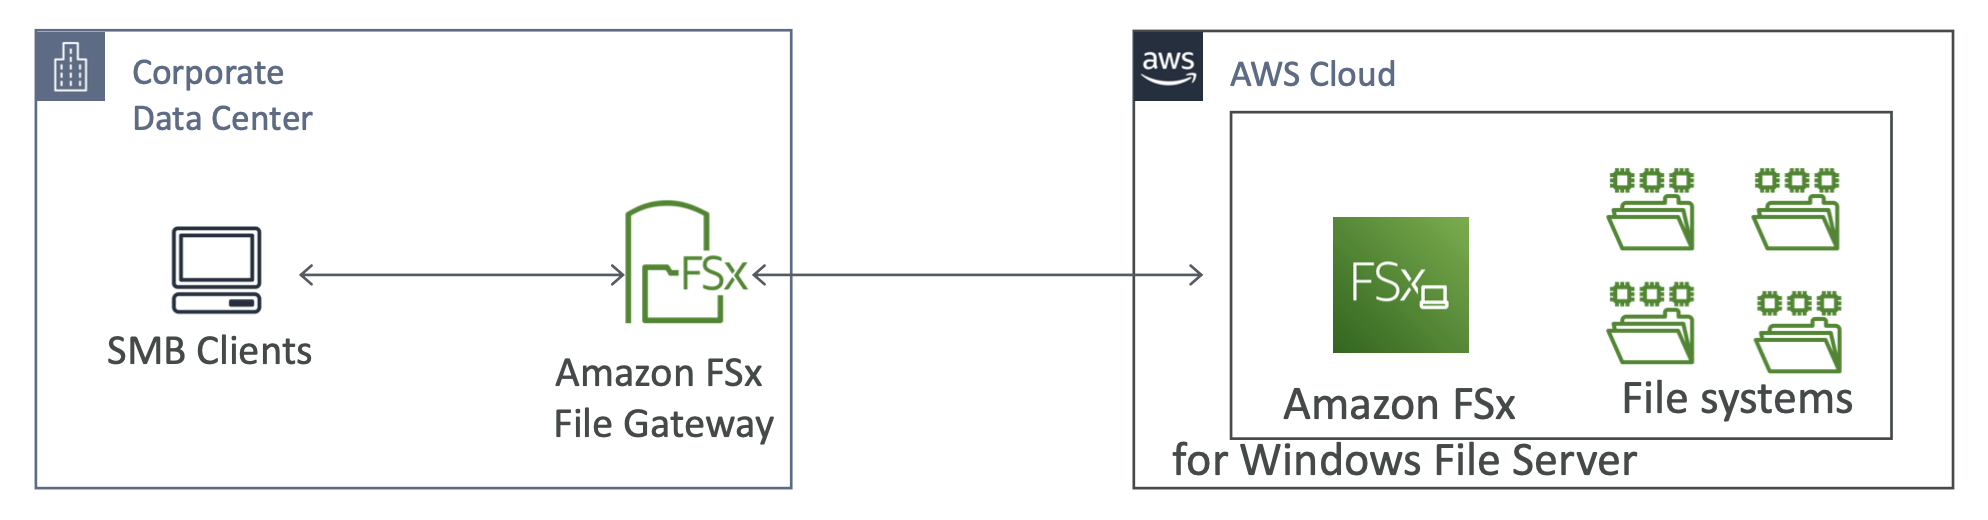 Corporate
Data Center
SMB Clients
FSx
Amazon FSx
File Gateway
aws
AWS Cloud
FSx
Amazon FSx
for Windows File Server
File systems